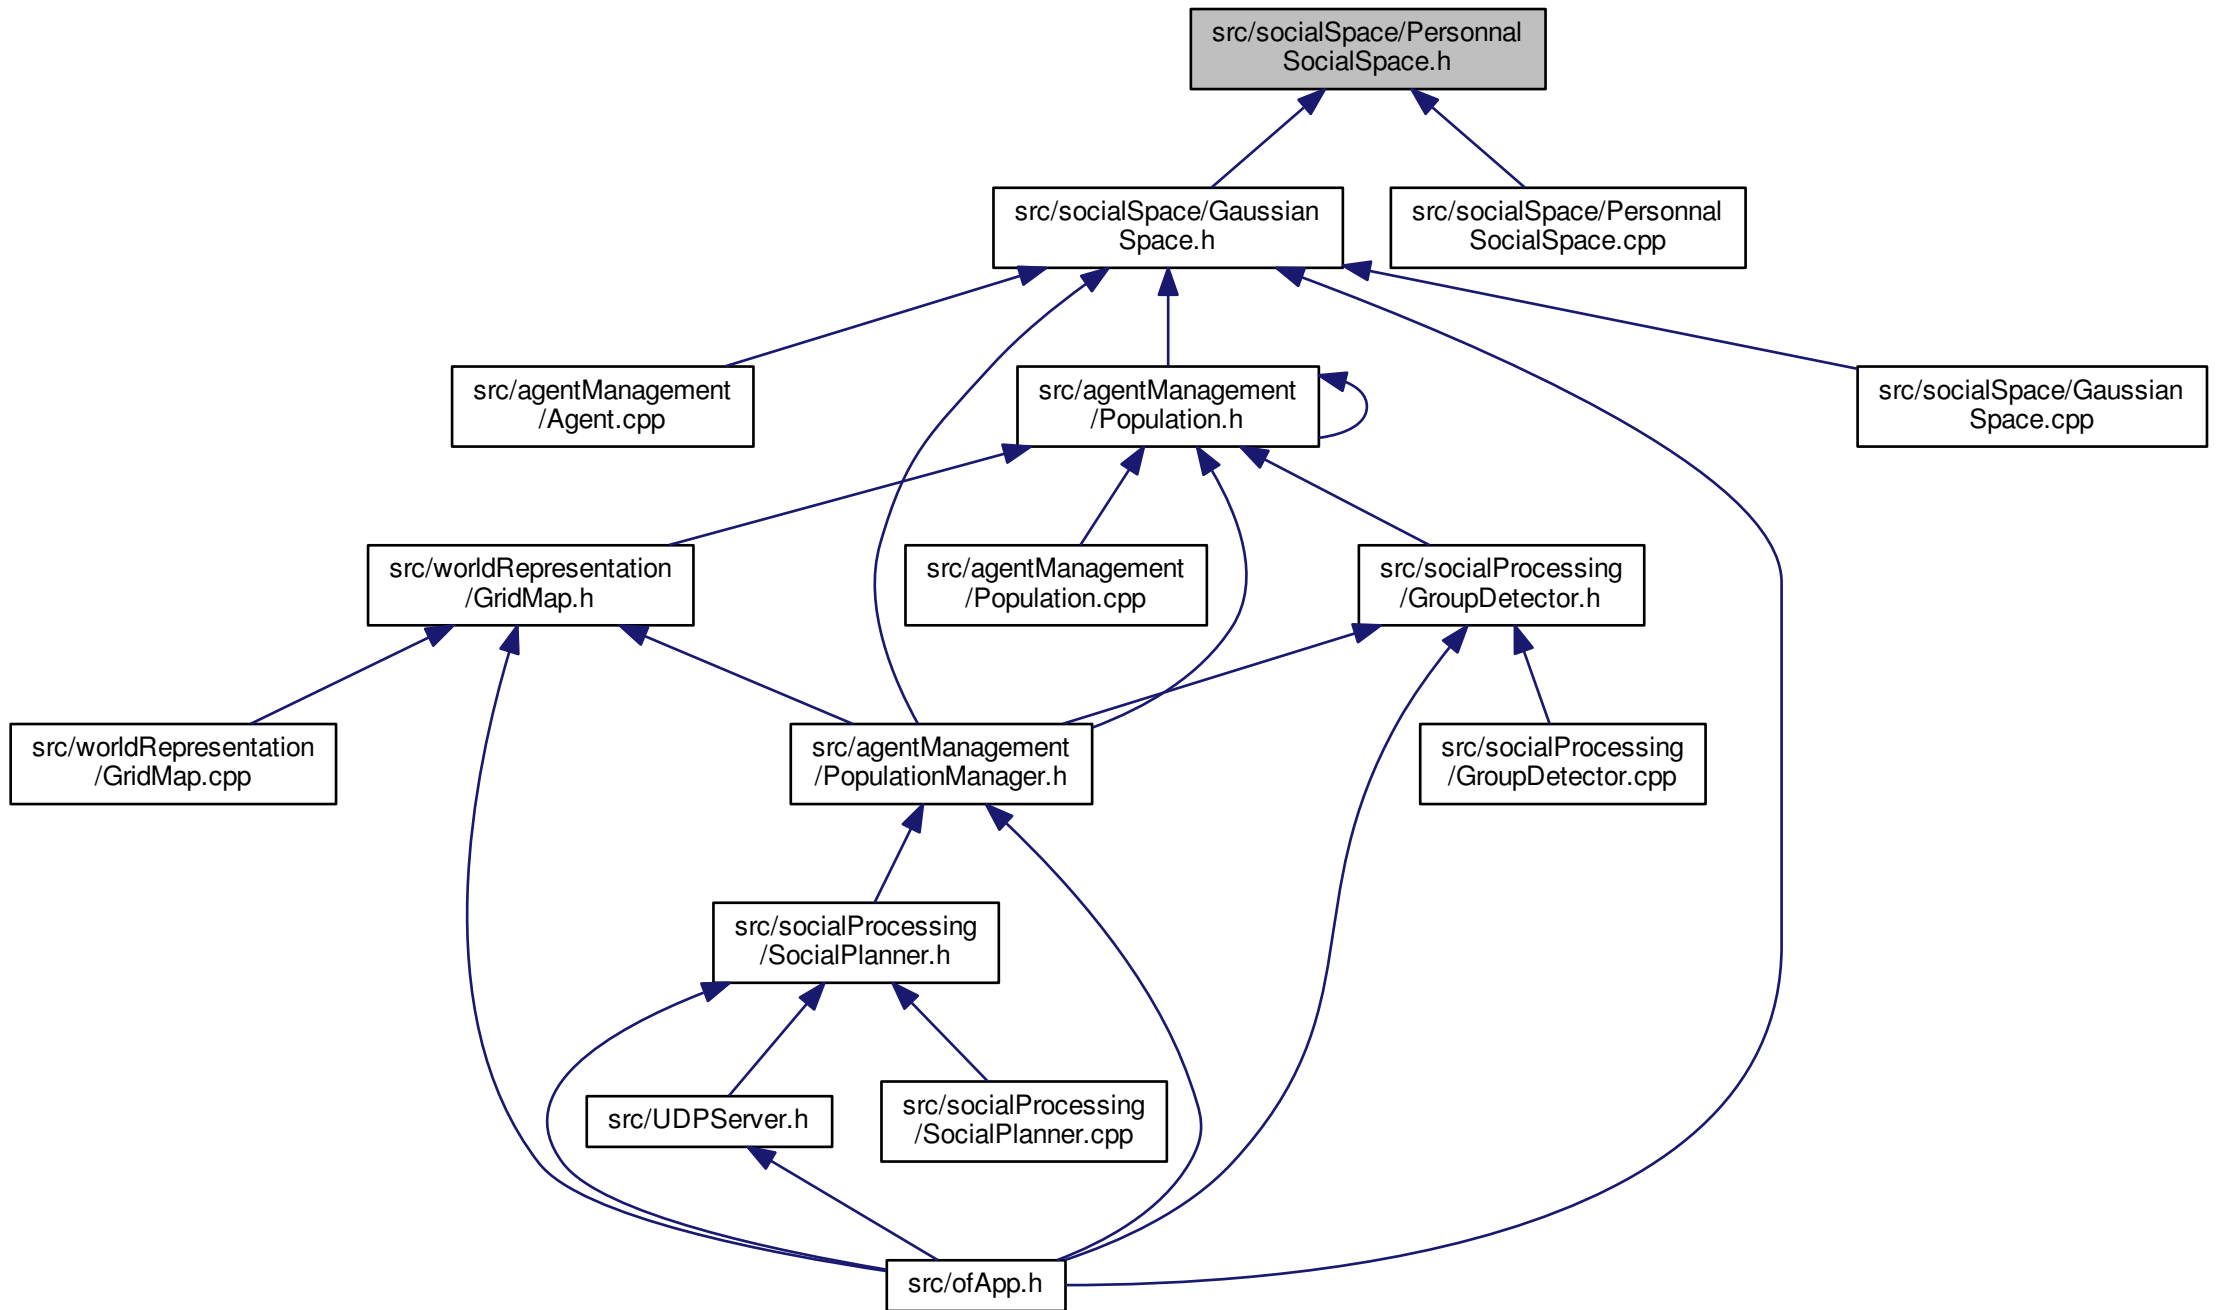 src/socialSpace/Personnal
SocialSpace.h
src/socialSpace/Gaussian
Space.h
src/socialSpace/Personnal
SocialSpace.cpp
src/agentManagement
/Agent.cpp
src/agentManagement
/Population.h
src/socialSpace/Gaussian
Space.cpp
src/worldRepresentation
/GridMap.h
src/agentManagement
/Population.cpp
src/socialProcessing
/GroupDetector.h
src/worldRepresentation
/GridMap.cpp
src/agentManagement
/PopulationManager.h
src/socialProcessing
/GroupDetector.cpp
src/socialProcessing
/SocialPlanner.h
src/UDPServer.h
src/socialProcessing
/SocialPlanner.cpp
src/ofApp.h